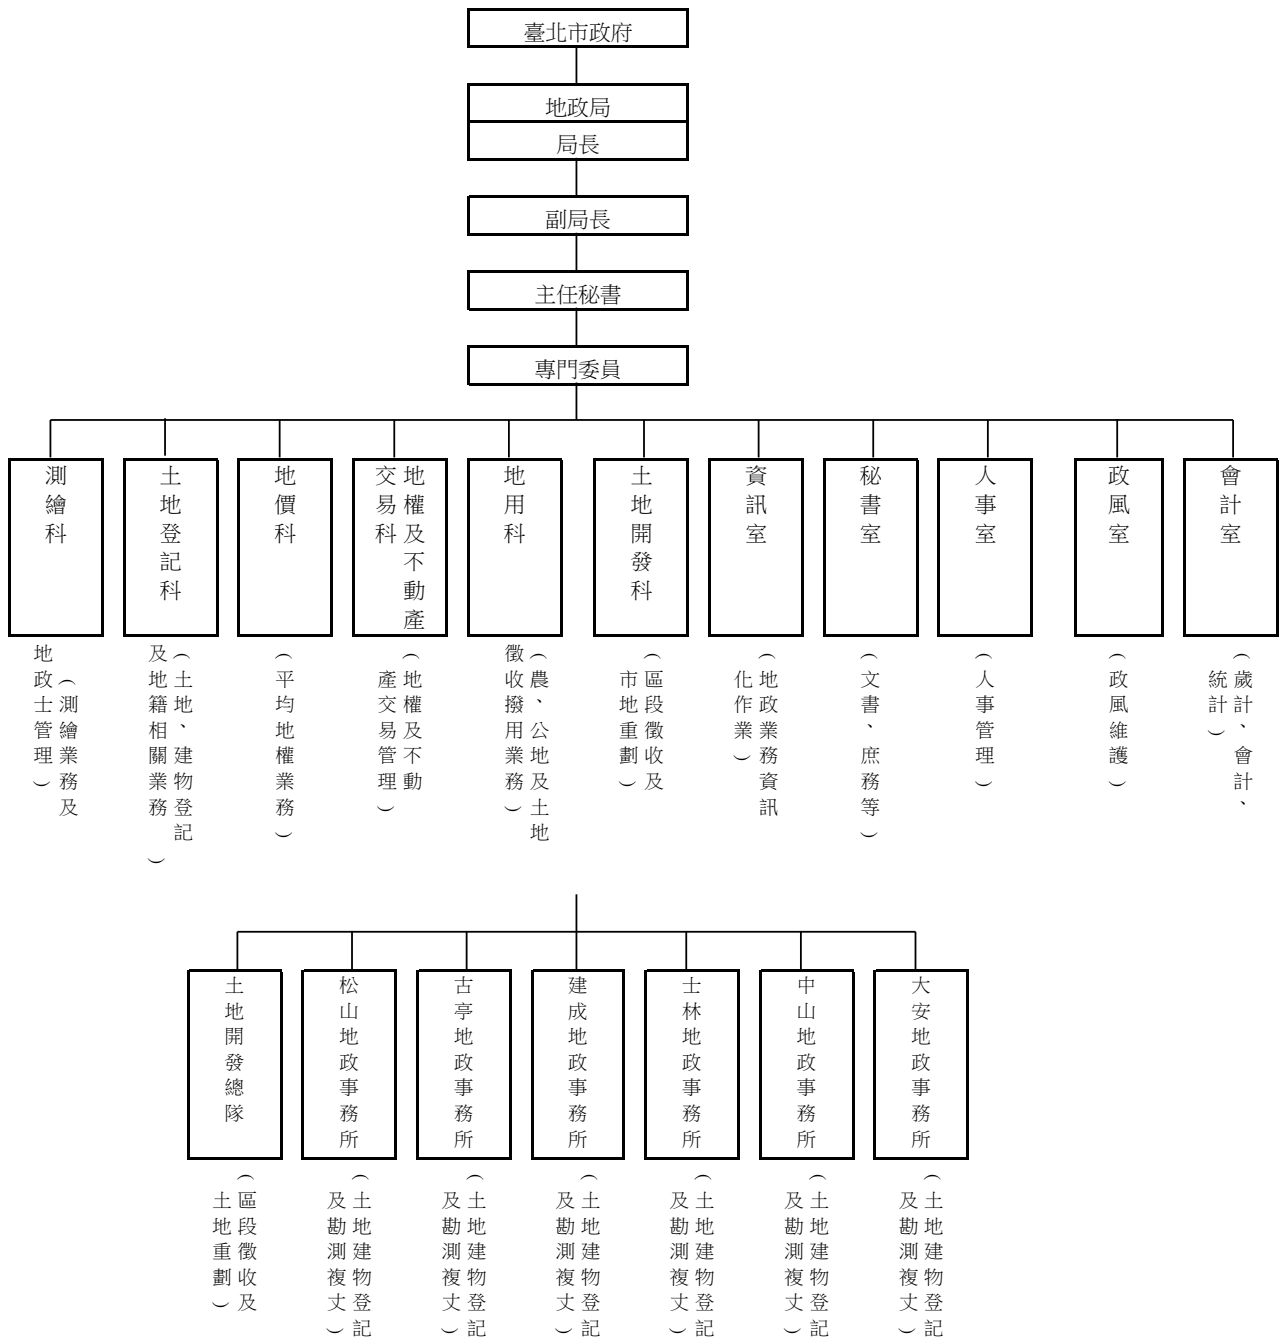 臺北市政府
地政局
局長
副局長
主任秘書
專門委員
測繪科
土地登記科
地價科
地權及不動產
交易科
地用科
土地開發科
資訊室
秘書室
人事室
政風室
會計室
（測繪業務及
地政士管理）
（土地、建物登記
及地籍相關業務）
（平均地權業務）
（地權及不動
產交易管理）
（農、公地及土地
徵收撥用業務）
（區段徵收及
市地重劃）
（地政業務資訊
化作業）
（文書、庶務等）
（人事管理）
（政風維護）
（歲計、會計、
統計）
土地開發總隊
松山地政事務所
古亭地政事務所
建成地政事務所
士林地政事務所
中山地政事務所
大安地政事務所
（區段徵收及
土地重劃）
（土地建物登記
及勘測複丈）
（土地建物登記
及勘測複丈）
（土地建物登記
及勘測複丈）
（土地建物登記
及勘測複丈）
（土地建物登記
及勘測複丈）
（土地建物登記
及勘測複丈）